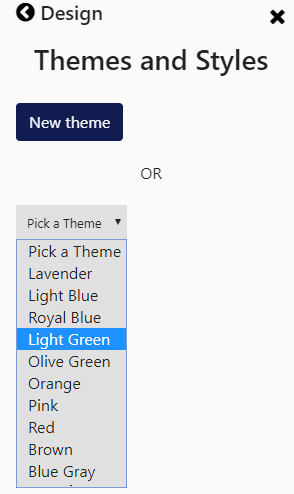 Design
Themes and Styles
New theme
OR
Pick a Theme
Pick a Theme
Lavender
Light Blue
Royal Blue
Light Green
Olive Green
Orange
Pink
Red
Brown
Blue Gray